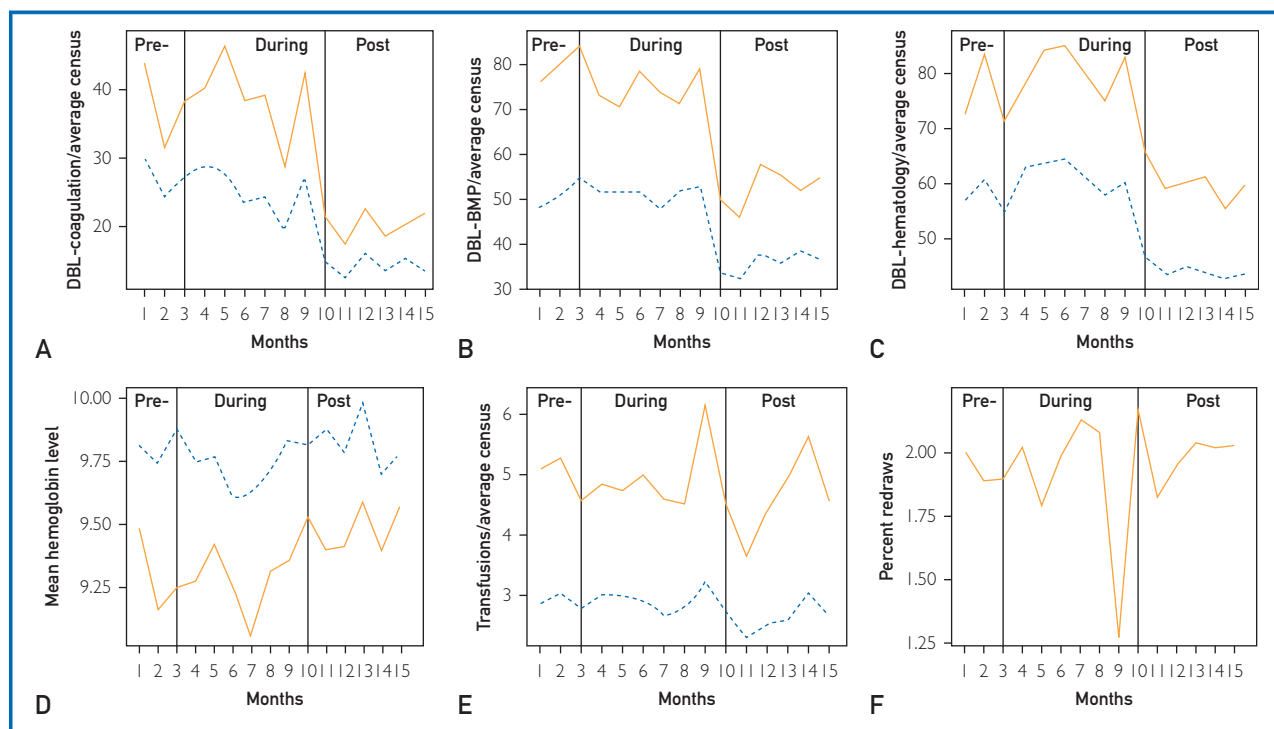 Pre- During Post
DBL-coagulation/average census
40
30
20
1 2 3 4 5 6 7 8 9 10 11 12 13 14 15
Months
A
Pre- During Post
DBL-BMP/average census
80
70
60
50
40
30
1 2 3 4 5 6 7 8 9 10 11 12 13 14 15
Months
B
Pre- During Post
DBL-hematology/average census
80
70
60
50
1 2 3 4 5 6 7 8 9 10 11 12 13 14 15
Months
C
Pre- During Post
Mean hemoglobin level
10.00
9.75
9.50
9.25
1 2 3 4 5 6 7 8 9 10 11 12 13 14 15
Months
D
Pre- During Post
Transfusions/average census
6
5
4
3
1 2 3 4 5 6 7 8 9 10 11 12 13 14 15
Months
E
Pre- During Post
Percent redraws
2.00
1.75
1.50
1.25
1 2 3 4 5 6 7 8 9 10 11 12 13 14 15
Months
F